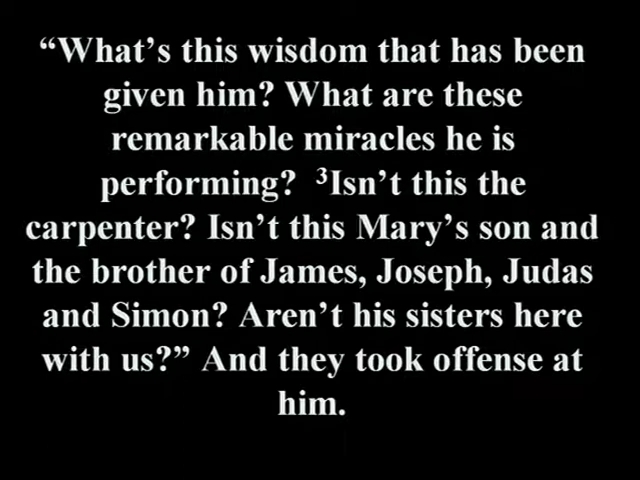 “What’s this wisdom that has been
given him? What are these
remarkable miracles he is
performing? ³Isn’t this the
carpenter? Isn’t this Mary’s son and
the brother of James, Joseph, Judas
and Simon? Aren’t his sisters here
with us?” And they took offense at
him.